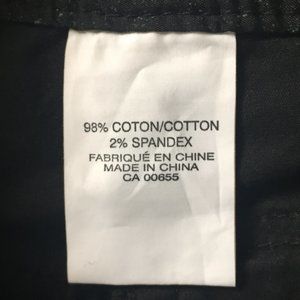 98% COTON/COTTON
2% SPANDEX
FABRIQUÉ EN CHINE
MADE IN CHINA
CA 00655